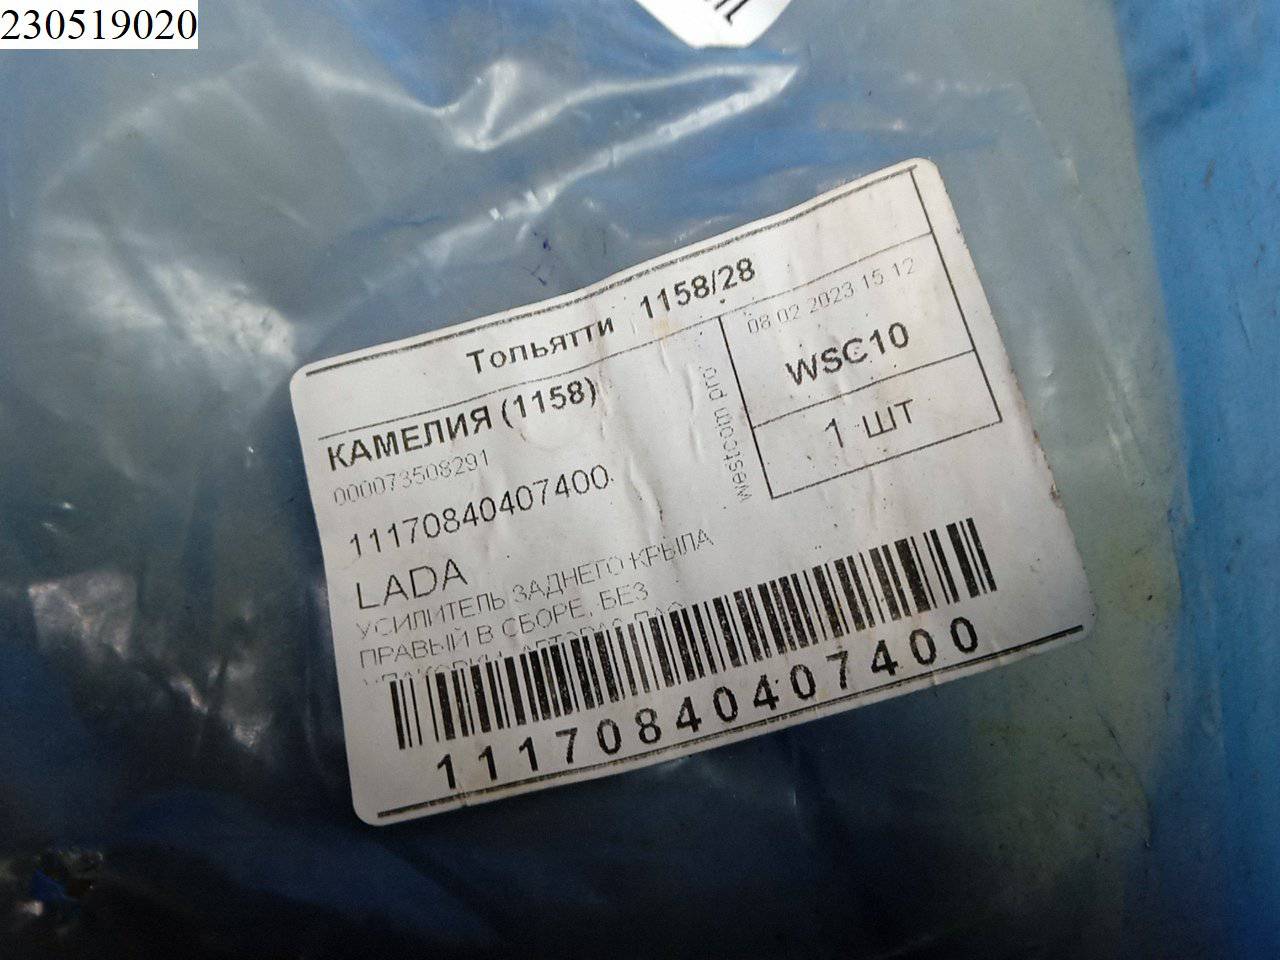 230519020
Тольятти 1158/28
КАМЕЛИЯ (1158)
000073508291
08.02.2023 15:12
WSC10
1 ШТ
westcom pro.
11170840407400
LADA
УСИЛИТЕЛЬ ЗАДНЕГО КРЫЛА
ПРАВЫЙ В СБОРЕ, БЕЗ
11170840407400